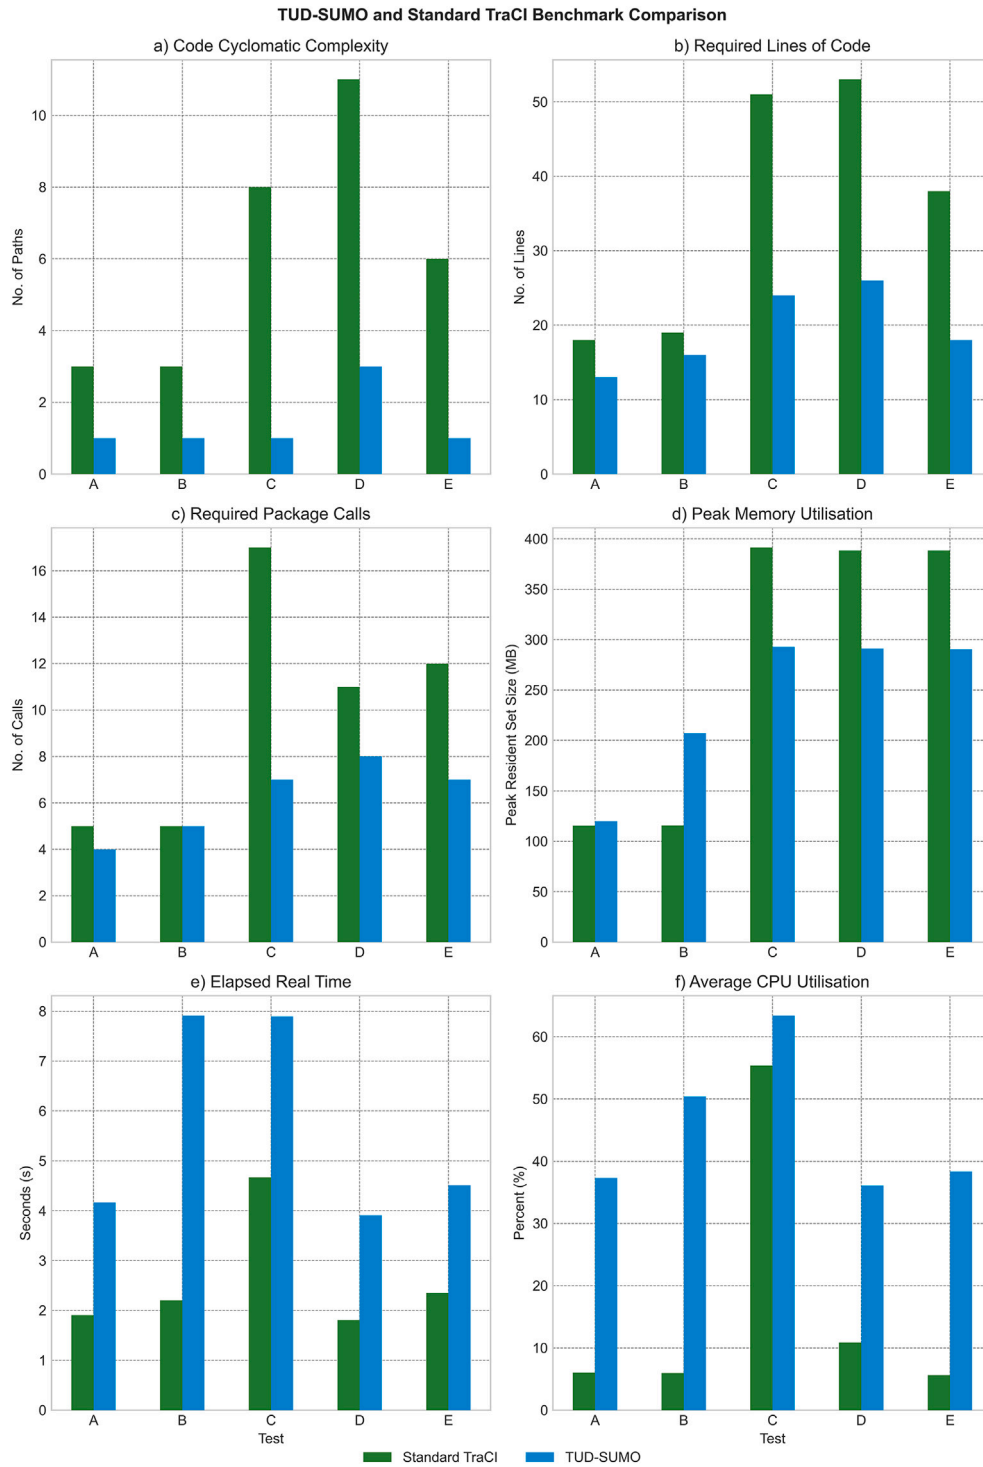 TUD-SUMO and Standard TraCI Benchmark Comparison
a) Code Cyclomatic Complexity
No. of Paths
10
8
6
4
2
0
A B C D E
b) Required Lines of Code
No. of Lines
50
40
30
20
10
0
A B C D E
c) Required Package Calls
No. of Calls
16
14
12
10
8
6
4
2
0
A B C D E
d) Peak Memory Utilisation
Peak Resident Set Size (MB)
400
350
300
250
200
150
100
50
0
A B C D E
e) Elapsed Real Time
Seconds (s)
8
7
6
5
4
3
2
1
0
A B C D E
Test
f) Average CPU Utilisation
Percent (%)
60
50
40
30
20
10
0
A B C D E
Test
Standard TraCI
TUD-SUMO